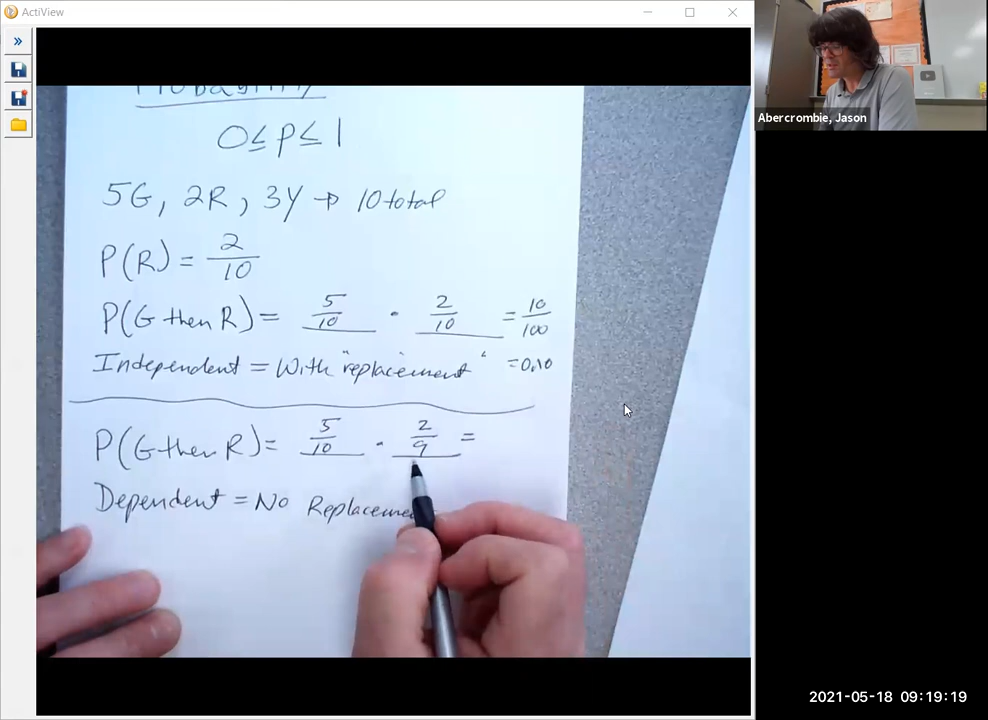 ActiView
»
Probability
0 ≤ p ≤ 1
5G, 2R, 3Y → 10 total
P(R) = 2/10
P(G then R) = 5/10 · 2/10 = 10/100
Independent = With "replacement" = 0.10
P(G then R) = 5/10 · 2/9 =
Dependent = No Replacement
Abercrombie, Jason
2021-05-18 09:19:19